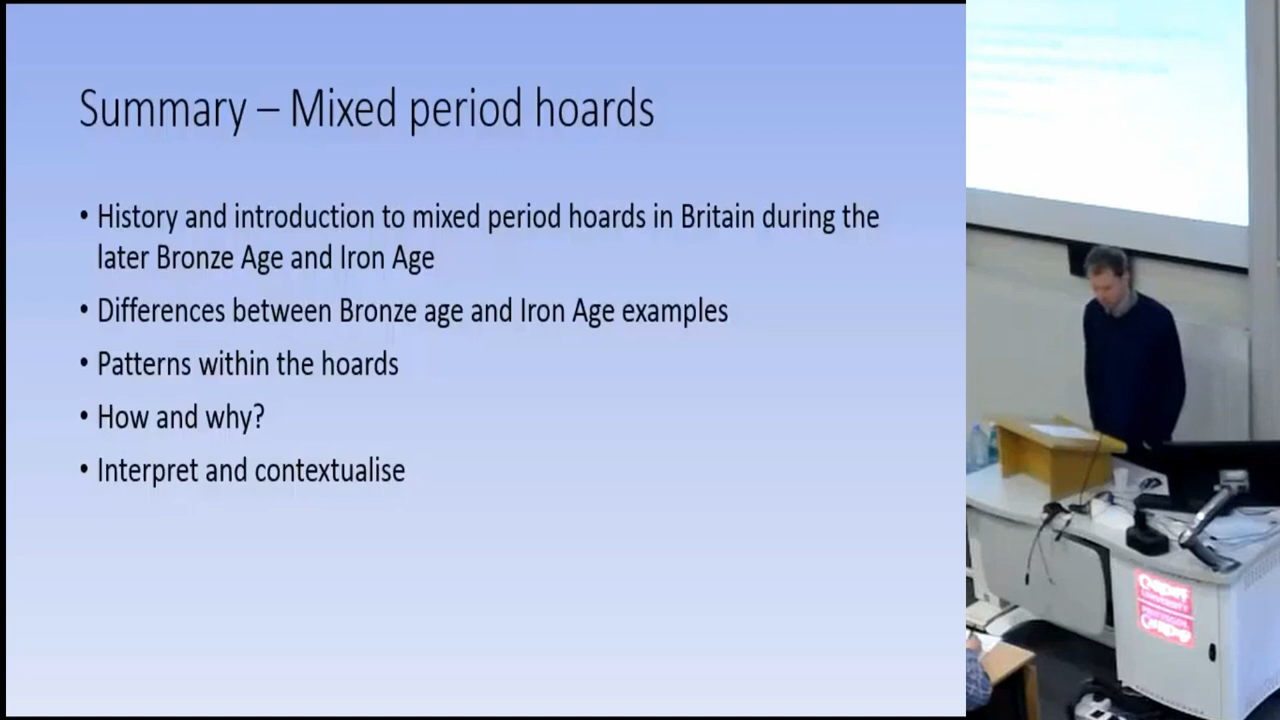 Summary – Mixed period hoards
• History and introduction to mixed period hoards in Britain during the
later Bronze Age and Iron Age
• Differences between Bronze age and Iron Age examples
• Patterns within the hoards
• How and why?
• Interpret and contextualise
UNIVERSITY
PRIFYSGOL